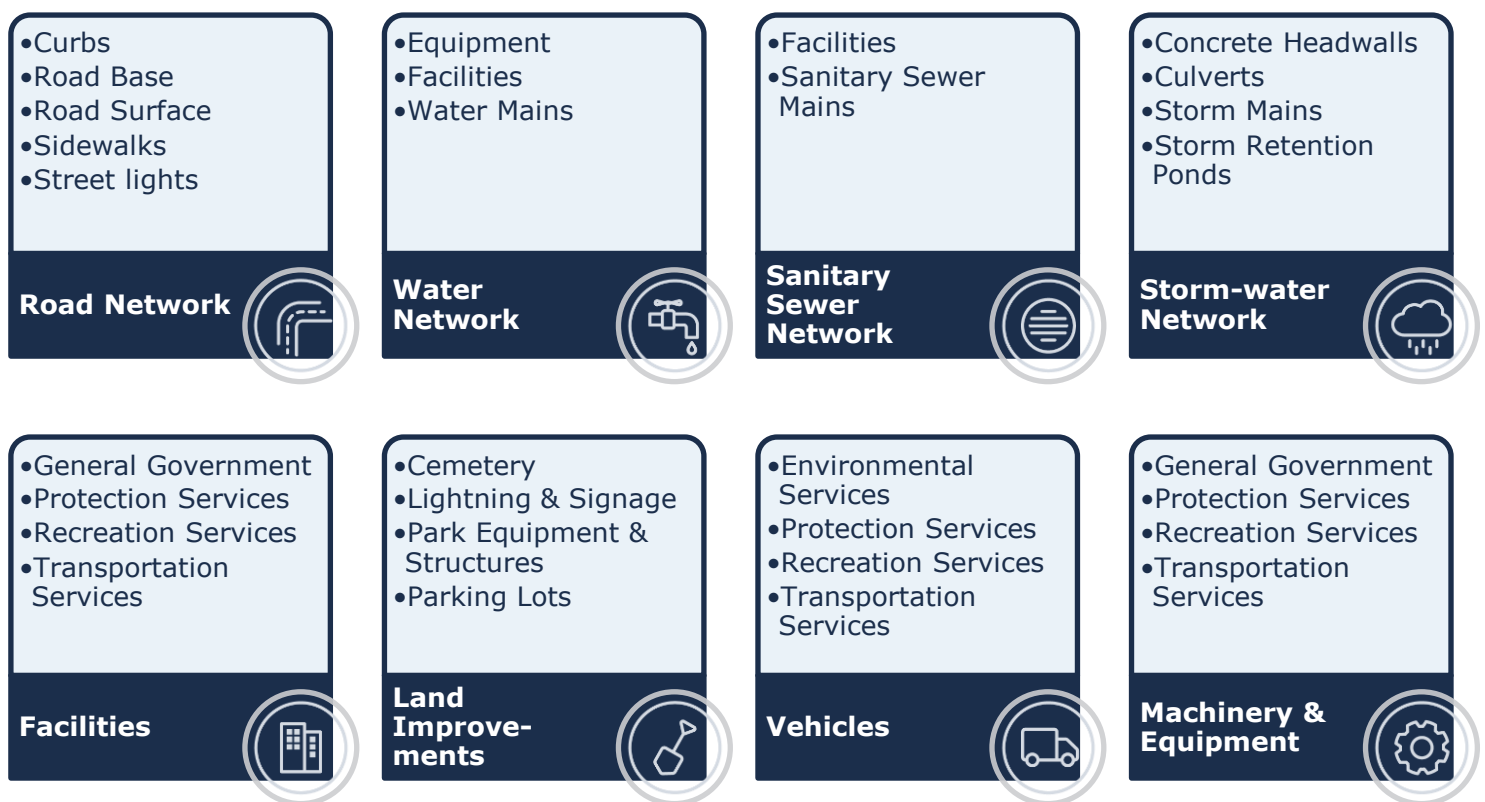 •Curbs
•Road Base
•Road Surface
•Sidewalks
•Street lights
Road Network
•Equipment
•Facilities
•Water Mains
Water
Network
•Facilities
•Sanitary Sewer
Mains
Sanitary
Sewer
Network
•Concrete Headwalls
•Culverts
•Storm Mains
•Storm Retention
Ponds
Storm-water
Network
•General Government
•Protection Services
•Recreation Services
•Transportation
Services
Facilities
•Cemetery
•Lightning & Signage
•Park Equipment &
Structures
•Parking Lots
Land
Improve-
ments
•Environmental
Services
•Protection Services
•Recreation Services
•Transportation
Services
Vehicles
•General Government
•Protection Services
•Recreation Services
•Transportation
Services
Machinery &
Equipment